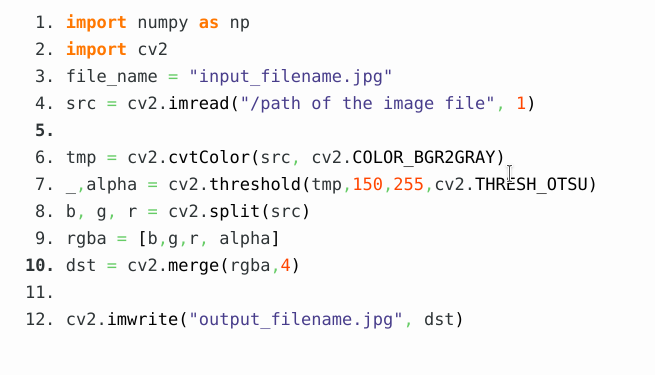 1. import numpy as np
2. import cv2
3. file_name = "input_filename.jpg"
4. src = cv2.imread("/path of the image file", 1)
5.
6. tmp = cv2.cvtColor(src, cv2.COLOR_BGR2GRAY)
7. _,alpha = cv2.threshold(tmp,150,255,cv2.THRESH_OTSU)
8. b, g, r = cv2.split(src)
9. rgba = [b,g,r, alpha]
10. dst = cv2.merge(rgba,4)
11.
12. cv2.imwrite("output_filename.jpg", dst)